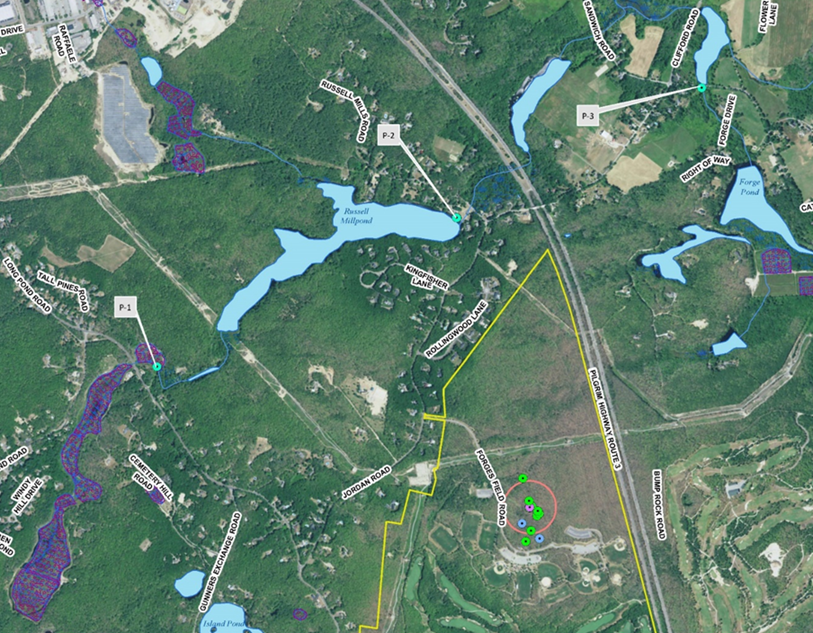 DRIVE
RAFFAELE
ROAD
SANDWICH ROAD
CLIFFORD ROAD
FLOWER
LANE
RUSSELL MILLS
ROAD
P-2
P-3
FORGE DRIVE
RIGHT OF WAY
Forge
Pond
Russell
Millpond
LONG POND ROAD
TALL PINES
ROAD
KINGFISHER
LANE
P-1
ROLLINGWOOD LANE
PILGRIM HIGHWAY ROUTE 3
CEMETERY HILL
ROAD
WINDY
HILL DRIVE
JORDAN ROAD
FORGES FIELD ROAD
BUMP ROCK ROAD
GUNNERS EXCHANGE ROAD
Island Pond